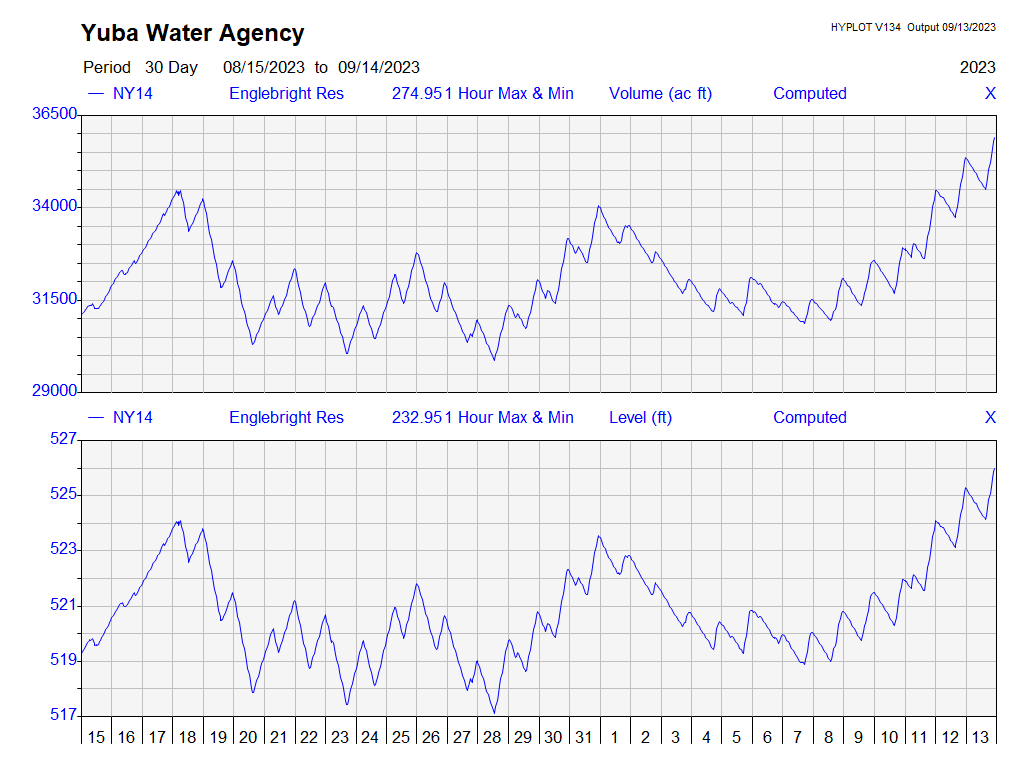 Yuba Water Agency
HYPLOT V134 Output 09/13/2023
Period 30 Day 08/15/2023 to 09/14/2023 2023
NY14 Englebright Res 274.951 Hour Max & Min Volume (ac ft) Computed X
36500
34000
31500
29000
NY14 Englebright Res 232.951 Hour Max & Min Level (ft) Computed X
527
525
523
521
519
517
15 16 17 18 19 20 21 22 23 24 25 26 27 28 29 30 31 1 2 3 4 5 6 7 8 9 10 11 12 13